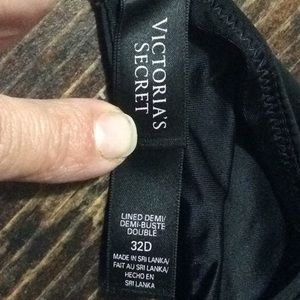 VICTORIA'S
SECRET
LINED DEMI/
DEMI-BUSTE
DOUBLE
32D
MADE IN SRI LANKA/
FAIT AU SRI LANKA/
HECHO EN
SRI LANKA